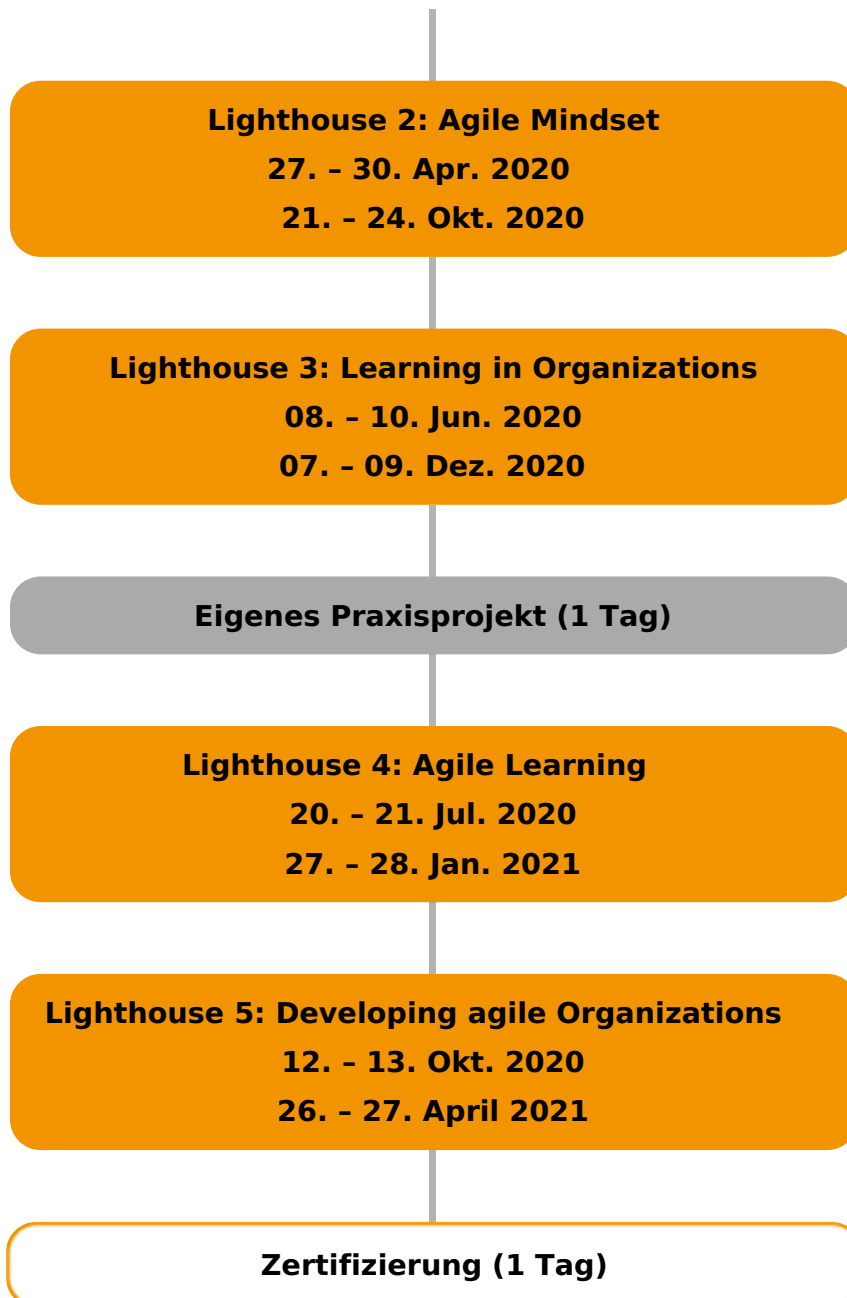 Lighthouse 2: Agile Mindset
27. – 30. Apr. 2020
21. – 24. Okt. 2020
Lighthouse 3: Learning in Organizations
08. – 10. Jun. 2020
07. – 09. Dez. 2020
Eigenes Praxisprojekt (1 Tag)
Lighthouse 4: Agile Learning
20. – 21. Jul. 2020
27. – 28. Jan. 2021
Lighthouse 5: Developing agile Organizations
12. – 13. Okt. 2020
26. – 27. April 2021
Zertifizierung (1 Tag)